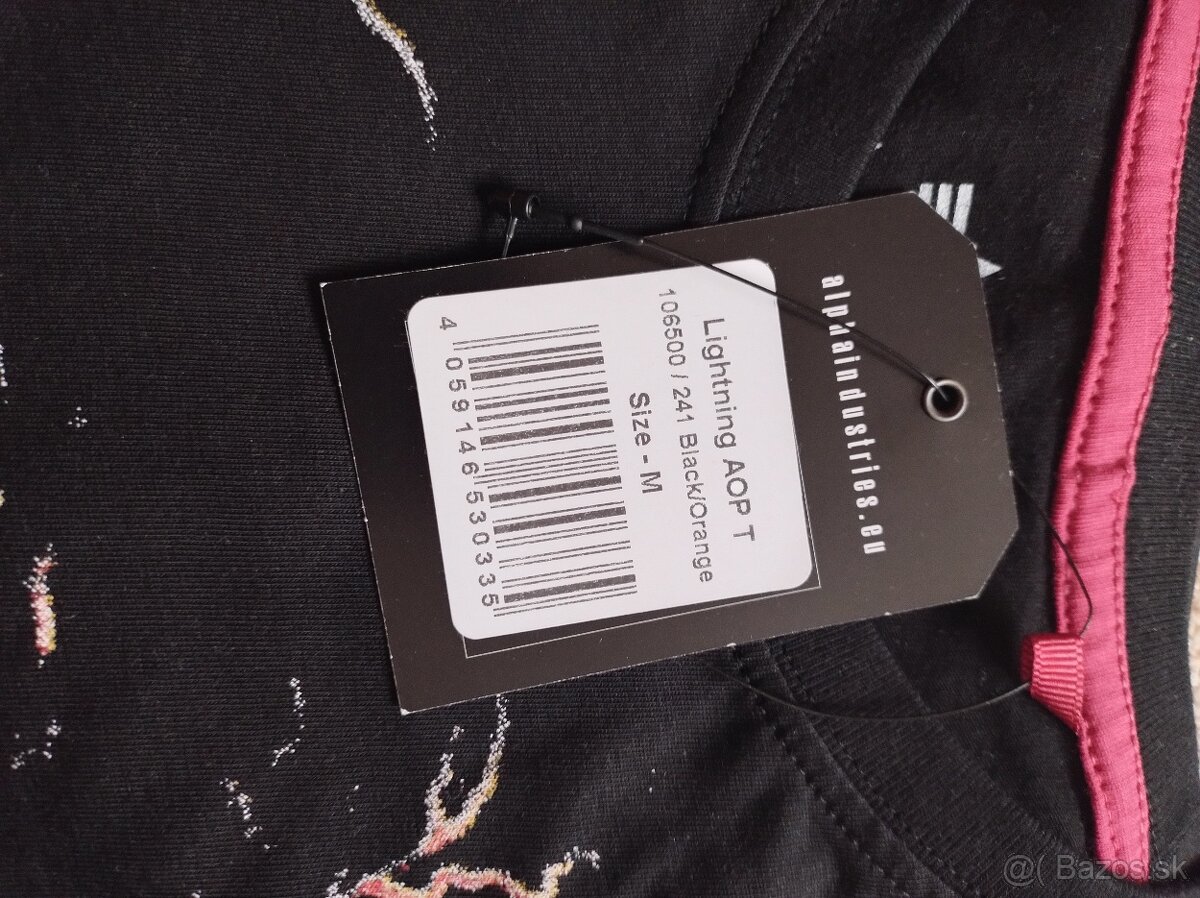 alphaindustries.eu
Lightning AOP T
106500 / 241 Black/Orange
Size - M
4 059146 530335
@( Bazos.sk